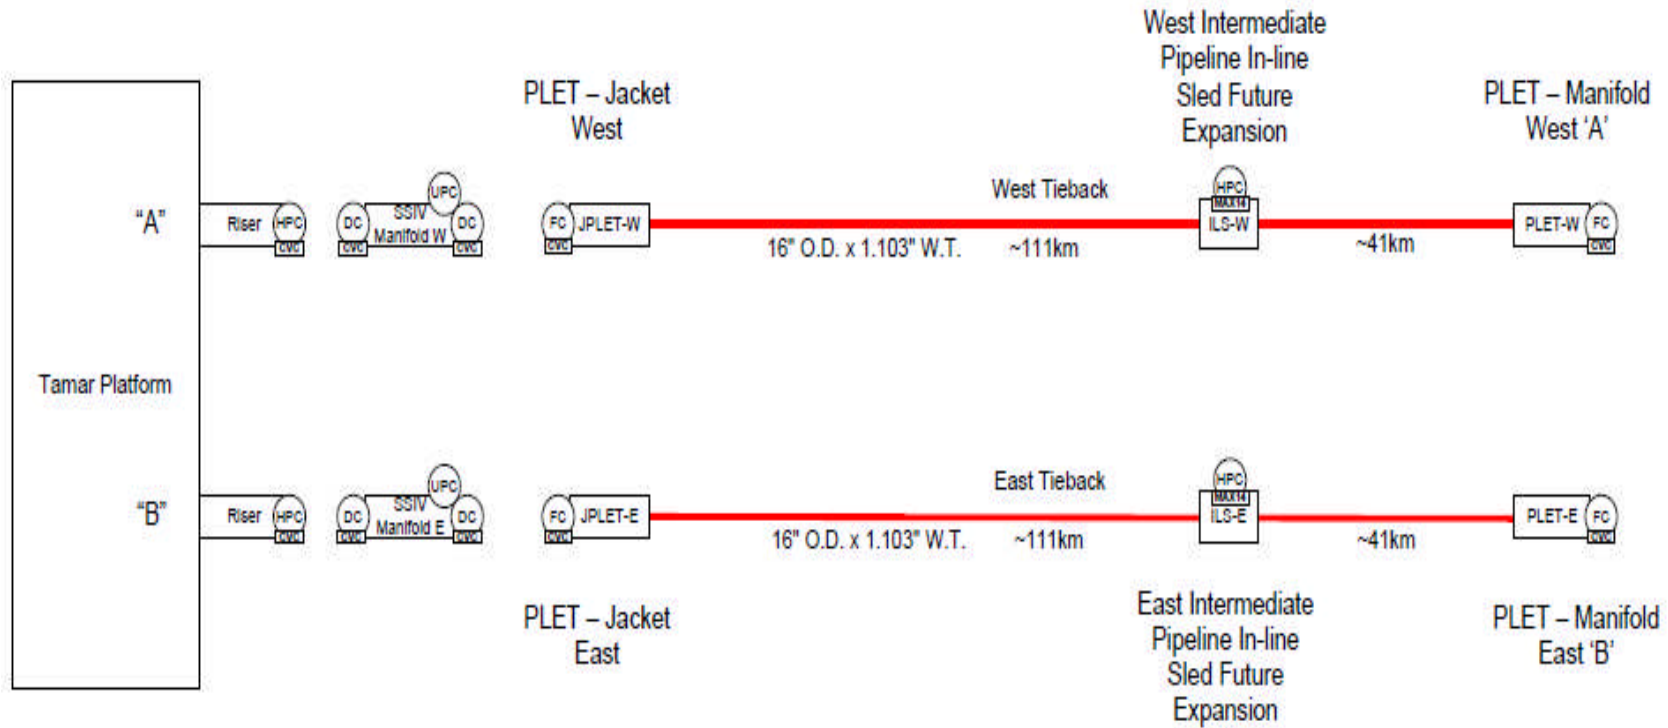 West Intermediate
Pipeline In-line
Sled Future
Expansion
PLET – Jacket
West
PLET – Manifold
West ‘A’
“A”
Riser
HPC
CVC
DC
CVC
SSIV
Manifold W
UPC
DC
CVC
FC
CVC
JPLET-W
West Tieback
16" O.D. x 1.103" W.T.
~111km
HPC
MAX14
ILS-W
~41km
PLET-W
FC
CVC
Tamar Platform
“B”
Riser
HPC
CVC
DC
CVC
SSIV
Manifold E
UPC
DC
CVC
FC
CVC
JPLET-E
East Tieback
16" O.D. x 1.103" W.T.
~111km
HPC
MAX14
ILS-E
~41km
PLET-E
FC
CVC
PLET – Jacket
East
East Intermediate
Pipeline In-line
Sled Future
Expansion
PLET – Manifold
East ‘B’